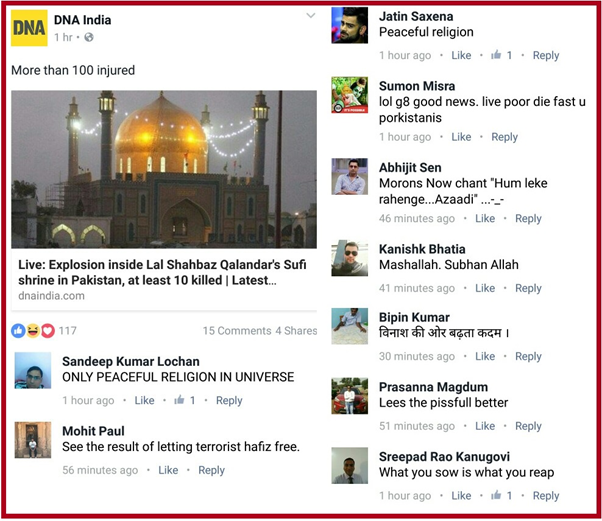 DNA
DNA India
1 hr
More than 100 injured
Live: Explosion inside Lal Shahbaz Qalandar's Sufi
shrine in Pakistan, at least 10 killed | Latest...
dnaindia.com
117
15 Comments 4 Shares
Sandeep Kumar Lochan
ONLY PEACEFUL RELIGION IN UNIVERSE
1 hour ago • Like • 1 • Reply
Mohit Paul
See the result of letting terrorist hafiz free.
56 minutes ago • Like • Reply
Jatin Saxena
Peaceful religion
1 hour ago • Like • 1 • Reply
Sumon Misra
lol g8 good news. live poor die fast u
porkistanis
1 hour ago • Like • Reply
Abhijit Sen
Morons Now chant "Hum leke
rahenge...Azaadi" ...-_-
46 minutes ago • Like • Reply
Kanishk Bhatia
Mashallah. Subhan Allah
41 minutes ago • Like • Reply
Bipin Kumar
विनाश की ओर बढ़ता कदम ।
30 minutes ago • Like • Reply
Prasanna Magdum
Lees the pissfull better
51 minutes ago • Like • Reply
Sreepad Rao Kanugovi
What you sow is what you reap
1 hour ago • Like • 1 • Reply